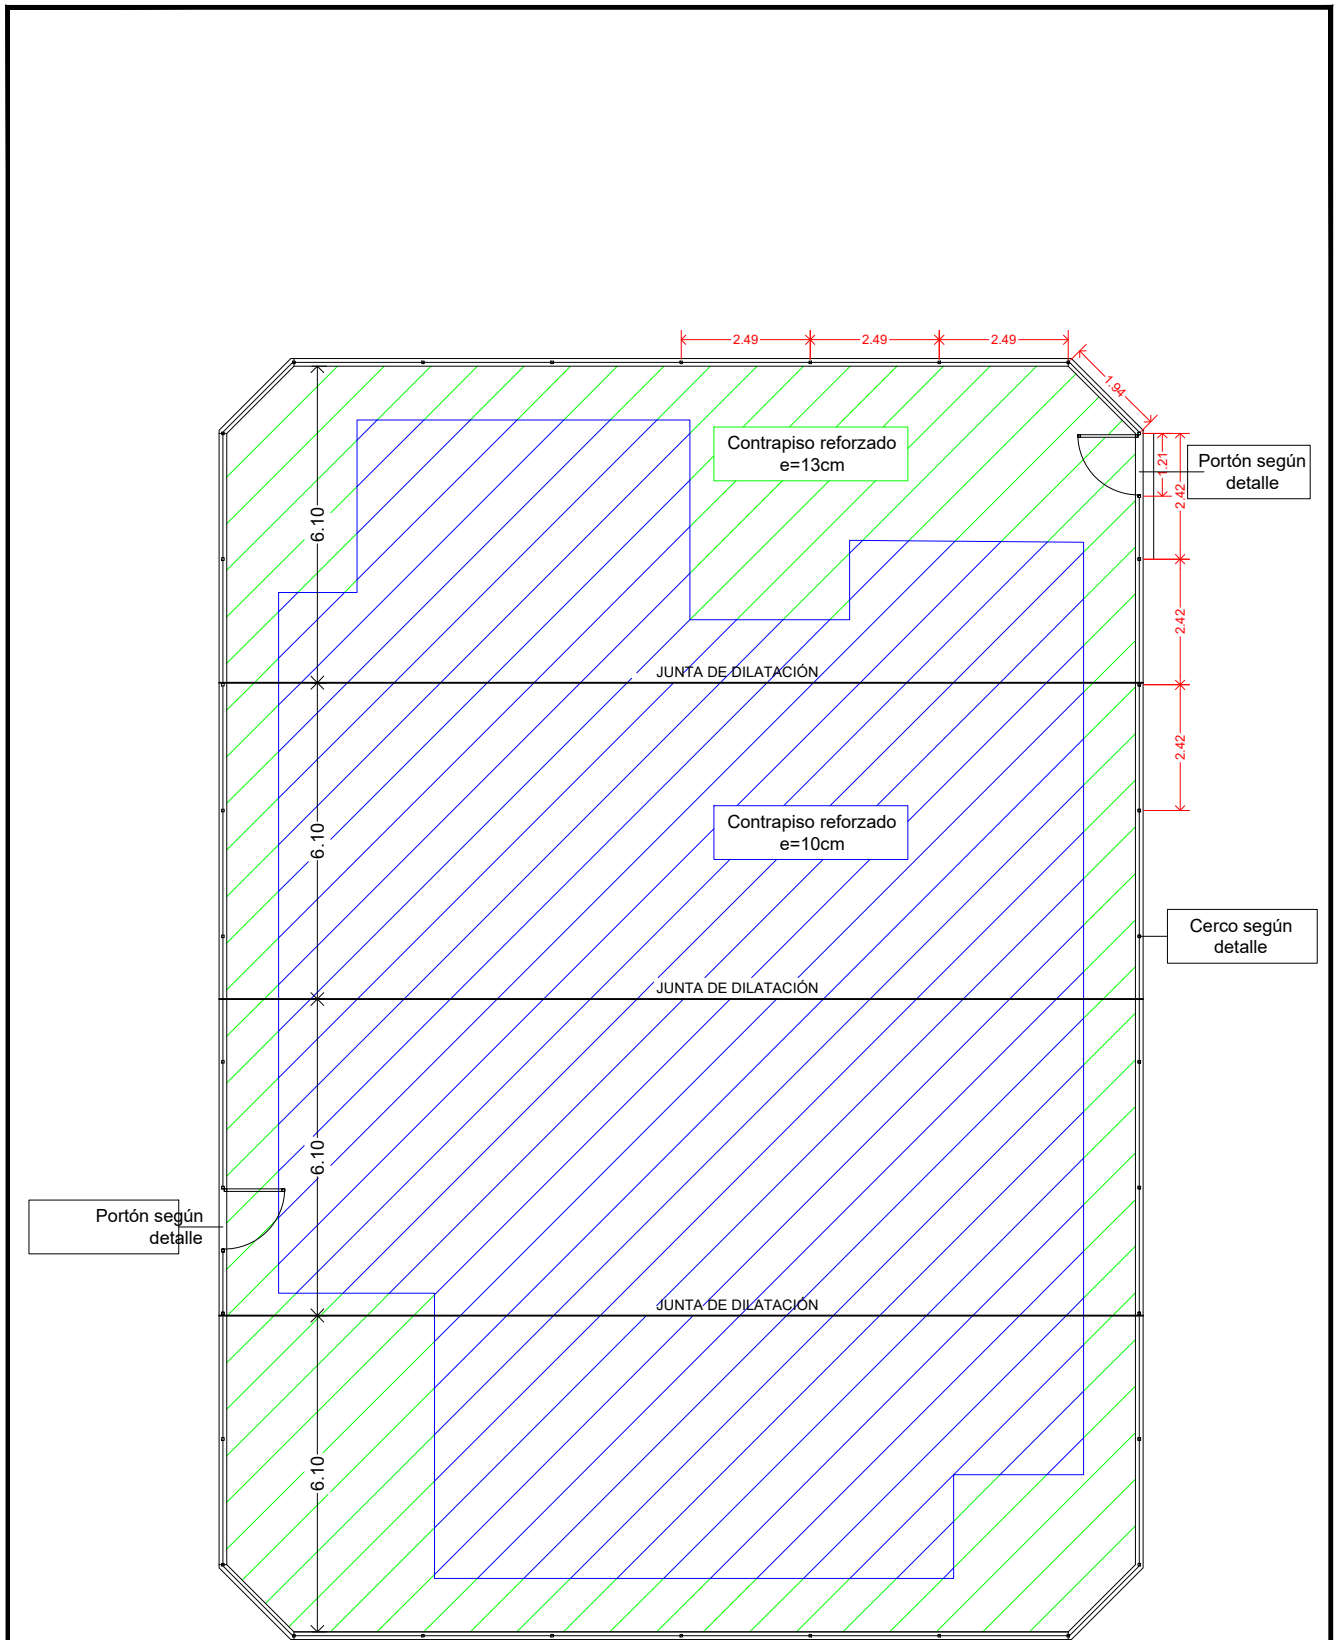 2.49
2.49
2.49
1.94
Contrapiso reforzado
e=13cm
1.21
Portón según
detalle
2.42
6.10
2.42
JUNTA DE DILATACIÓN
2.42
Contrapiso reforzado
e=10cm
6.10
Cerco según
detalle
JUNTA DE DILATACIÓN
6.10
Portón según
detalle
JUNTA DE DILATACIÓN
6.10